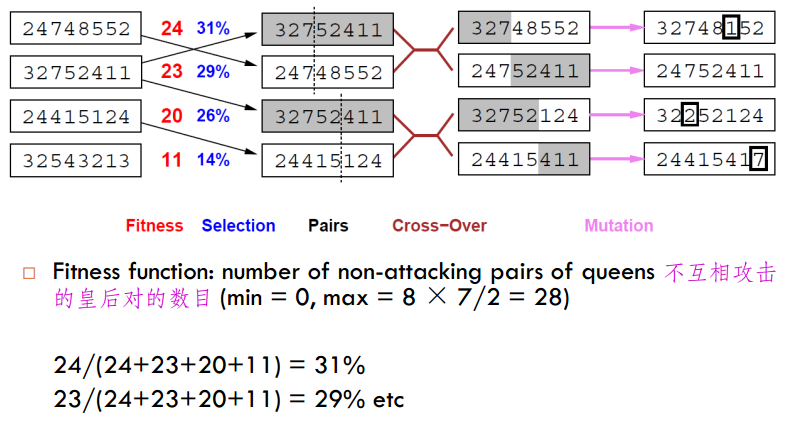 24748552 24 31% 32752411 32748552 32748152
32752411 23 29% 24748552 24752411 24752411
24415124 20 26% 32752411 32752124 32252124
32543213 11 14% 24415124 24415411 24415417
Fitness Selection Pairs Cross-Over Mutation
Fitness function: number of non-attacking pairs of queens 不互相攻击
的皇后对的数目 (min = 0, max = 8 × 7/2 = 28)
24/(24+23+20+11) = 31%
23/(24+23+20+11) = 29% etc